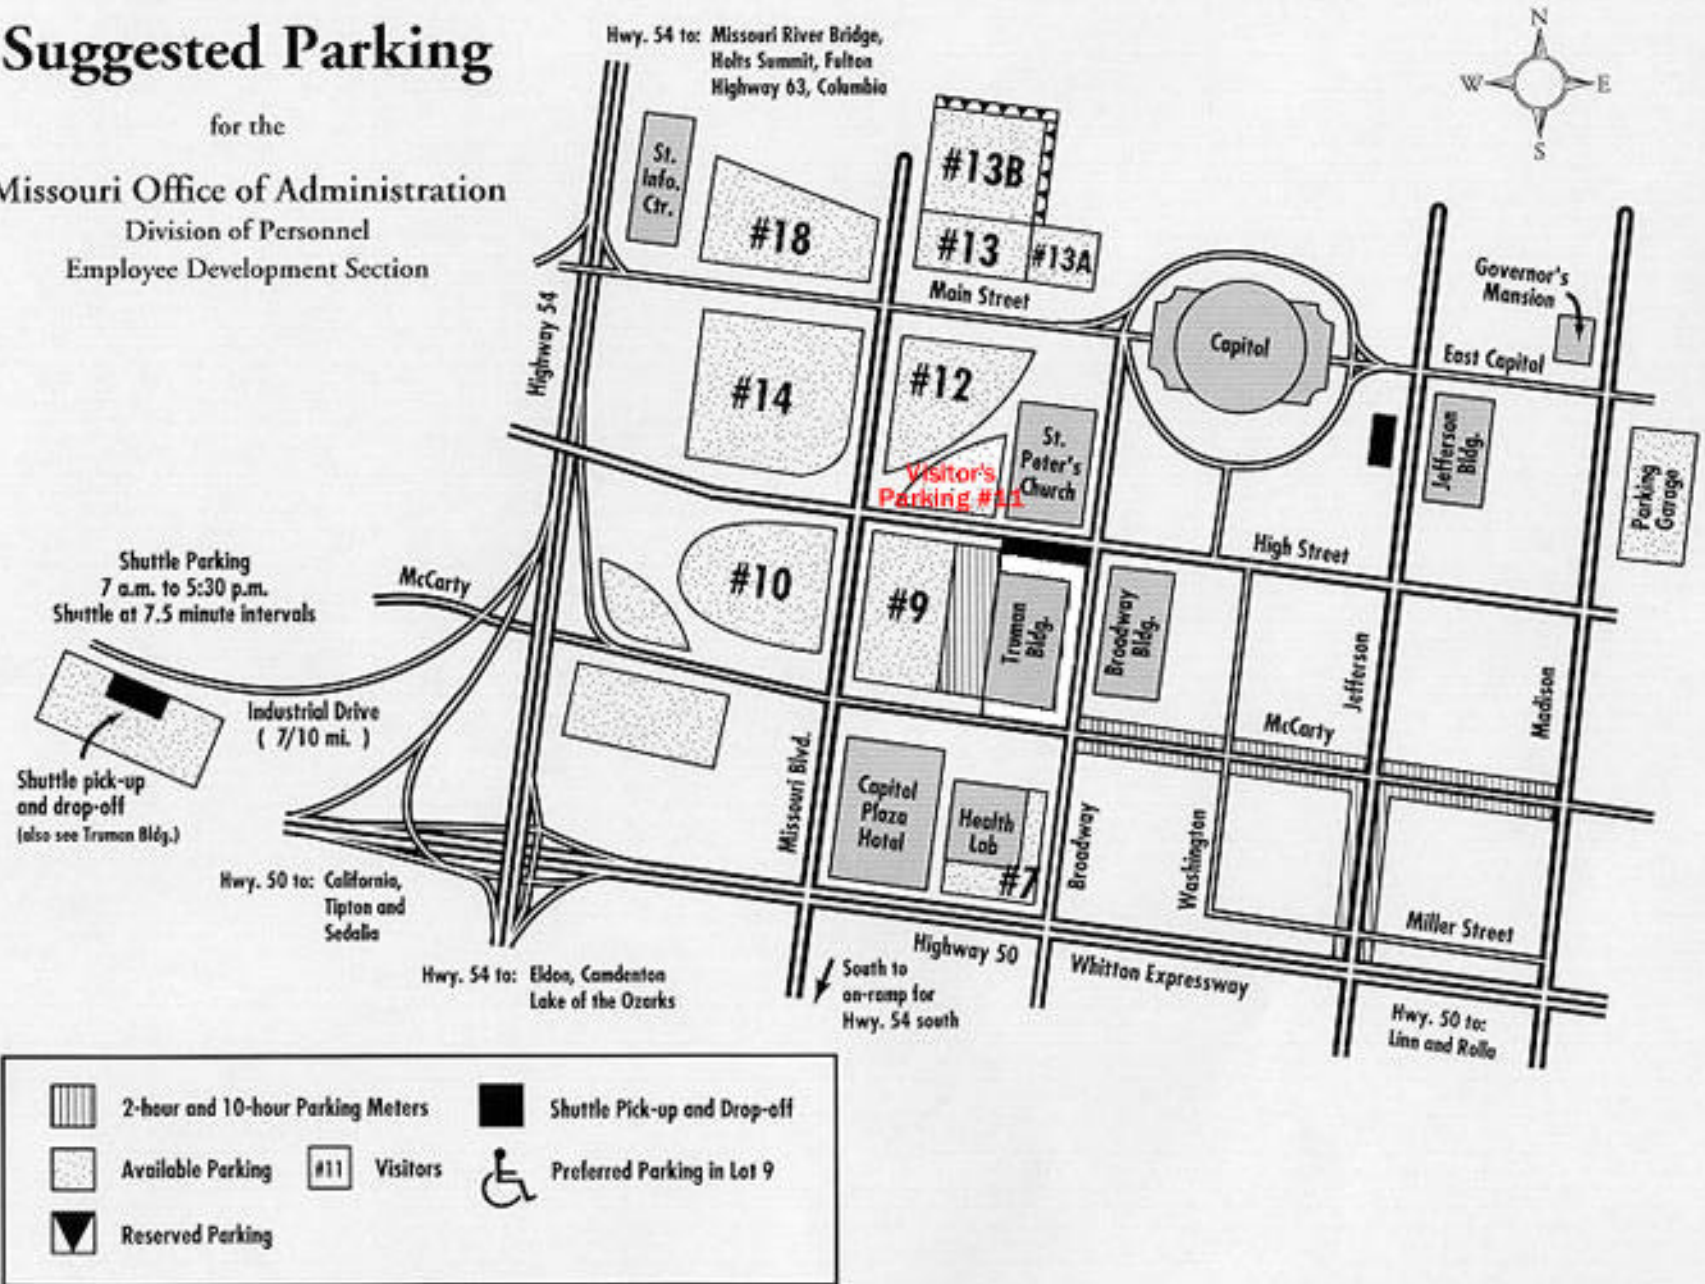 Suggested Parking
for the
Missouri Office of Administration
Division of Personnel
Employee Development Section
Hwy. 54 to: Missouri River Bridge,
Holts Summit, Fulton
Highway 63, Columbia
N
W
E
S
St.
Info.
Ctr.
#18
#13B
#13
#13A
Main Street
Governor's
Mansion
Capitol
East Capitol
Highway 54
#14
#12
St.
Peter's
Church
Visitor's
Parking #11
Jefferson
Bldg.
Parking
Garage
High Street
Shuttle Parking
7 a.m. to 5:30 p.m.
Shuttle at 7.5 minute intervals
McCarty
#10
#9
Truman
Bldg.
Broadway
Bldg.
Jefferson
Madison
Industrial Drive
( 7/10 mi. )
McCarty
Shuttle pick-up
and drop-off
(also see Truman Bldg.)
Missouri Blvd.
Capitol
Plaza
Hotel
Health
Lab
#7
Broadway
Washington
Miller Street
Hwy. 50 to: California,
Tipton and
Sedalia
Highway 50
Whitton Expressway
Hwy. 54 to: Eldon, Camdenton
Lake of the Ozarks
South to
on-ramp for
Hwy. 54 south
Hwy. 50 to:
Linn and Rolla
2-hour and 10-hour Parking Meters
Shuttle Pick-up and Drop-off
Available Parking
#11 Visitors
Preferred Parking in Lot 9
Reserved Parking